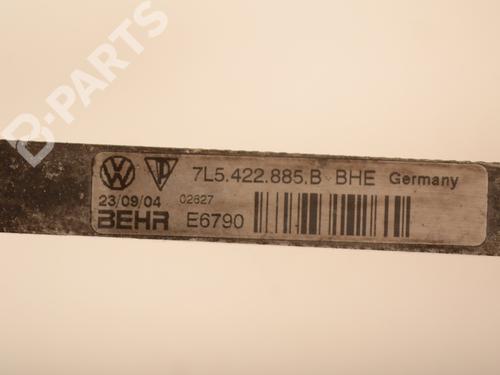 B-PARTS
7L5.422.885.B BHE Germany
23/09/04 02627
BEHR E6790